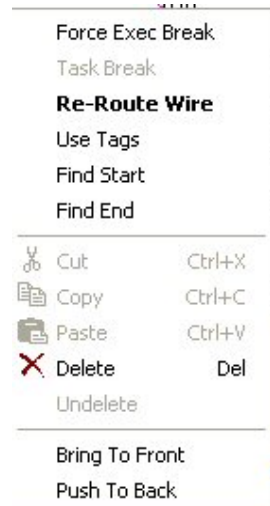 Force Exec Break
Task Break
Re-Route Wire
Use Tags
Find Start
Find End
Cut Ctrl+X
Copy Ctrl+C
Paste Ctrl+V
Delete Del
Undelete
Bring To Front
Push To Back